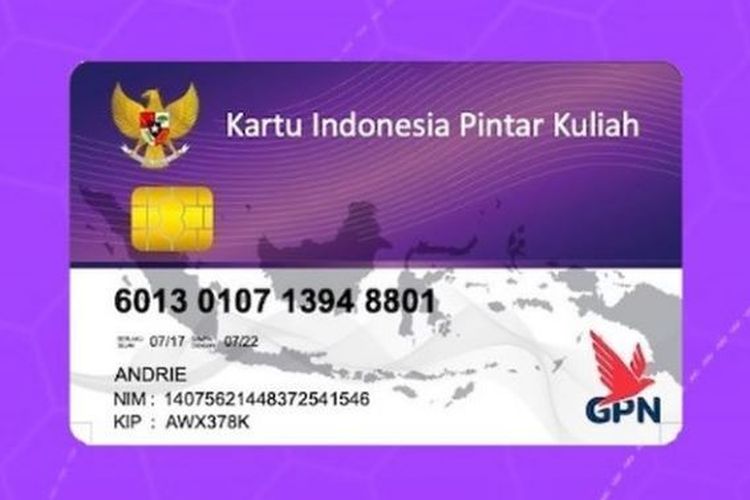 Kartu Indonesia Pintar Kuliah
6013 0107 1394 8801
07/17 07/22
ANDRIE
NIM : 14075621448372541546
KIP : AWX378K
GPN